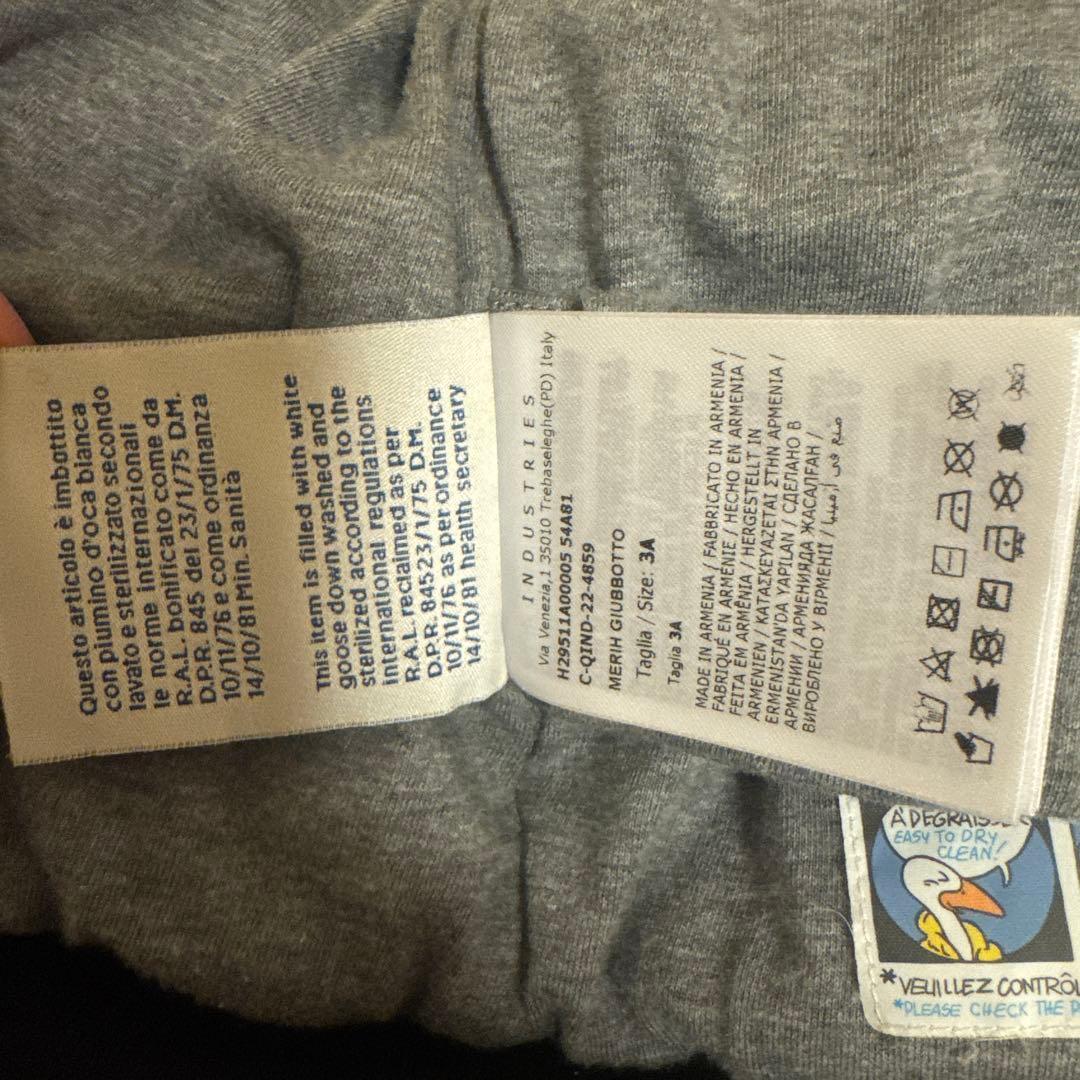 Questo articolo è imbottito
con piumino d'oca bianca
lavato e sterilizzato secondo
le norme internazionali
R.A.L. bonificato come da
D.P.R. 845 del 23/1/75 D.M.
10/11/76 e come ordinanza
14/10/81 Min. Sanità
This item is filled with white
goose down washed and
sterilized according to the
international regulations
R.A.L. reclaimed as per
D.P.R. 84523/1/75 D.M.
10/11/76 as per ordinance
14/10/81 health secretary
INDUSTRIES
Via Venezia,1 35010 Trebaseleghe(PD) Italy
H29511A00005 54A81
C-QIND-22-4859
MERIH GIUBBOTTO
Taglia / Size: 3A
Taglia 3A
MADE IN ARMENIA / FABBRICATO IN ARMENIA /
FABRIQUÉ EN ARMÉNIE / HECHO EN ARMENIA /
FEITA EM ARMÊNIA / HERGESTELLT IN
ARMENIEN / ΚΑΤΑΣΚΕΥΑΖΕΤΑΙ ΣΤΗΝ ΑΡΜΕΝΙΑ /
ERMENİSTAN'DA YAPILAN / СДЕЛАНО В
АРМЕНИИ / АРМЕНИЯДА ЖАСАЛҒАН /
ВИРОБЛЕНО У ВІРМЕНІЇ / صنع في أرمينيا
EASY TO DRY
CLEAN!
*VEUILLEZ
*PLEASE CHECK THE